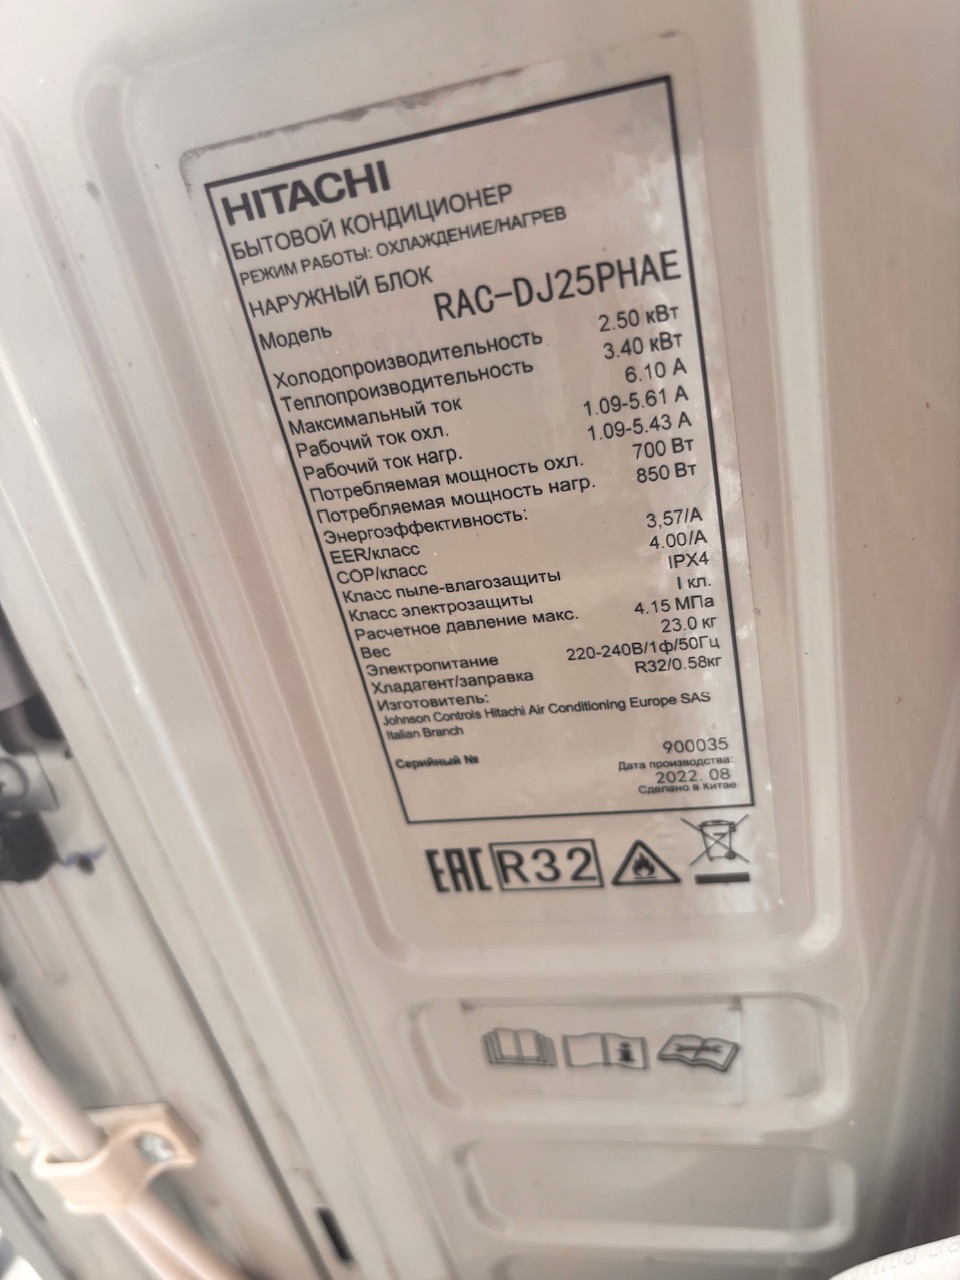 HITACHI
БЫТОВОЙ КОНДИЦИОНЕР
РЕЖИМ РАБОТЫ: ОХЛАЖДЕНИЕ/НАГРЕВ
НАРУЖНЫЙ БЛОК
Модель RAC-DJ25PHAE
Холодопроизводительность 2.50 кВт
Теплопроизводительность 3.40 кВт
Максимальный ток 6.10 А
Рабочий ток охл. 1.09-5.61 А
Рабочий ток нагр. 1.09-5.43 А
Потребляемая мощность охл. 700 Вт
Потребляемая мощность нагр. 850 Вт
Энергоэффективность:
EER/класс 3,57/A
COP/класс 4.00/A
Класс пыле-влагозащиты IPX4
Класс электрозащиты I кл.
Расчетное давление макс. 4.15 МПа
Вес 23.0 кг
Электропитание 220-240В/1ф/50Гц
Хладагент/заправка R32/0.58кг
Изготовитель:
Johnson Controls Hitachi Air Conditioning Europe SAS
Italian Branch
Серийный № 900035
Дата производства:
2022. 08
Сделано в Китае
EAC R32